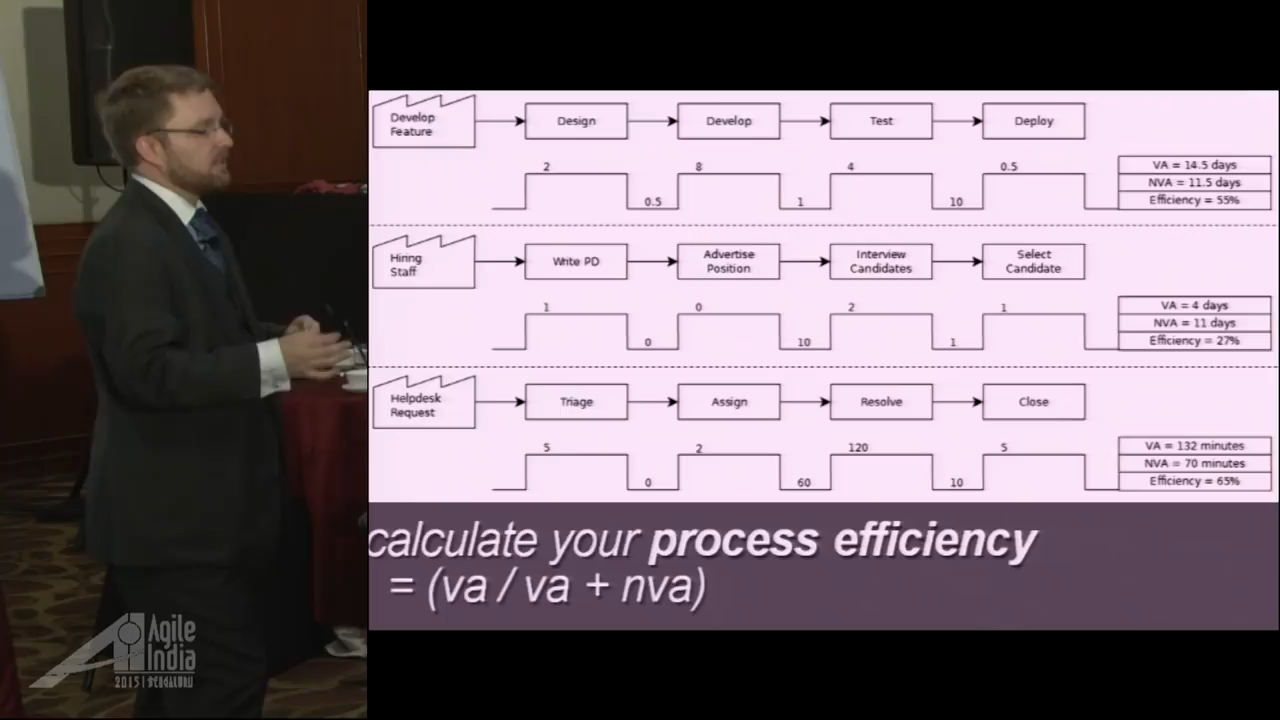 Develop
Feature
Design
Develop
Test
Deploy
2
8
4
0.5
0.5
1
10
VA = 14.5 days
NVA = 11.5 days
Efficiency = 55%
Hiring
Staff
Write PD
Advertise
Position
Interview
Candidates
Select
Candidate
1
0
2
1
0
10
1
VA = 4 days
NVA = 11 days
Efficiency = 27%
Helpdesk
Request
Triage
Assign
Resolve
Close
5
2
120
5
0
60
10
VA = 132 minutes
NVA = 70 minutes
Efficiency = 65%
calculate your process efficiency
= (va / va + nva)
Agile
India
2015 | BENGALURU